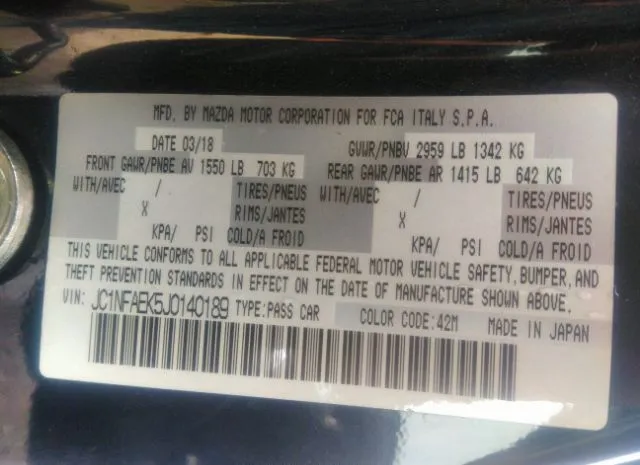 MFD. BY MAZDA MOTOR CORPORATION FOR FCA ITALY S.P.A.
DATE 03/18 GVWR/PNBV 2959 LB 1342 KG
FRONT GAWR/PNBE AV 1550 LB 703 KG REAR GAWR/PNBE AR 1415 LB 642 KG
WITH/AVEC / TIRES/PNEUS WITH/AVEC / TIRES/PNEUS
X RIMS/JANTES X RIMS/JANTES
KPA/ PSI COLD/A FROID KPA/ PSI COLD/A FROID
THIS VEHICLE CONFORMS TO ALL APPLICABLE FEDERAL MOTOR VEHICLE SAFETY, BUMPER, AND
THEFT PREVENTION STANDARDS IN EFFECT ON THE DATE OF MANUFACTURE SHOWN ABOVE.
VIN: JC1NFAEK5J0140189 TYPE:PASS CAR COLOR CODE:42M MADE IN JAPAN